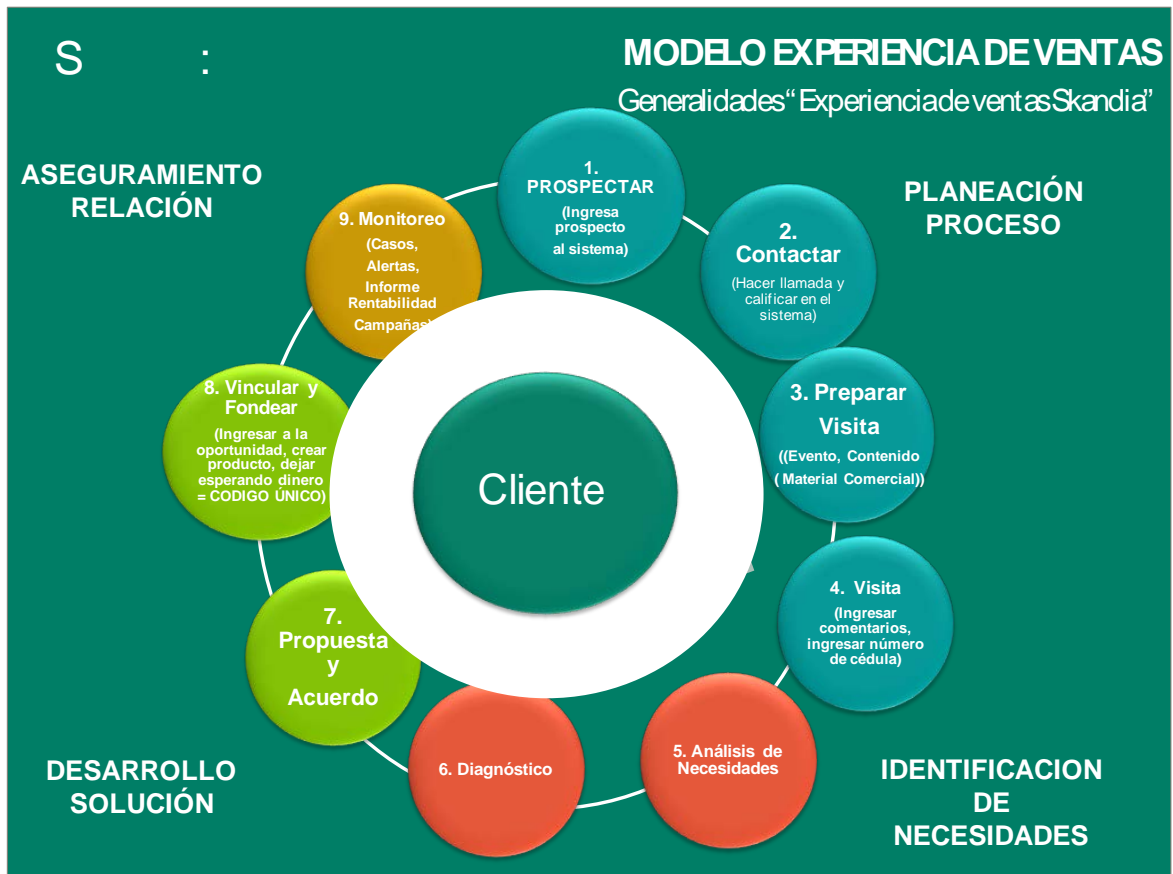 S :
MODELO EXPERIENCIA DE VENTAS
Generalidades “Experiencia de ventas Skandia”
ASEGURAMIENTO
RELACIÓN
PLANEACIÓN
PROCESO
1.
PROSPECTAR
(Ingresa
prospecto
al sistema)
2.
Contactar
(Hacer llamada y
calificar en el
sistema)
3. Preparar
Visita
((Evento, Contenido
( Material Comercial))
4. Visita
(Ingresar
comentarios,
ingresar número
de cédula)
5. Análisis de
Necesidades
6. Diagnóstico
7.
Propuesta
y
Acuerdo
8. Vincular y
Fondear
(Ingresar a la
oportunidad, crear
producto, dejar
esperando dinero
= CODIGO ÚNICO)
9. Monitoreo
(Casos,
Alertas,
Informe
Rentabilidad
Campañas)
Cliente
DESARROLLO
SOLUCIÓN
IDENTIFICACION
DE
NECESIDADES